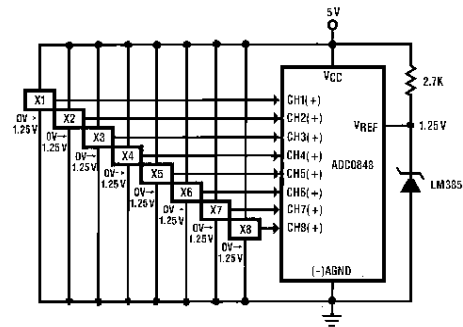 5V
VCC
2.7K
X1
CH1(+)
0V→
1.25V
X2
CH2(+)
0V→
1.25V
X3
CH3(+)
VREF
1.25V
0V→
1.25V
X4
CH4(+)
ADC0848
0V→
1.25V
X5
CH5(+)
LM385
0V→
1.25V
X6
CH6(+)
0V→
1.25V
X7
CH7(+)
0V→
1.25V
X8
CH8(+)
0V→
1.25V
(-)AGND